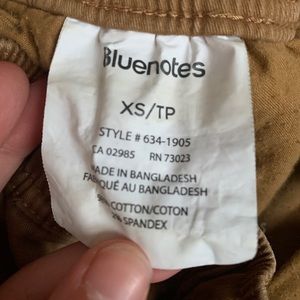 Bluenotes
XS/TP
STYLE # 634-1905
CA 02985 RN 73023
MADE IN BANGLADESH
FABRIQUÉ AU BANGLADESH
COTTON/COTON
SPANDEX